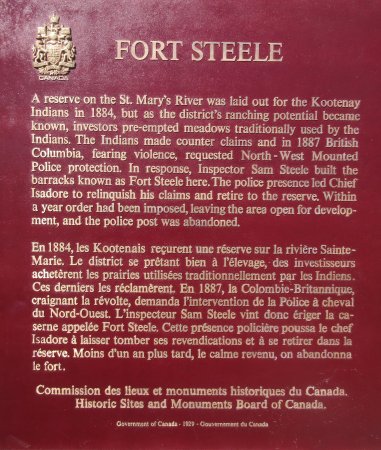 CANADA
FORT STEELE
A reserve on the St. Mary's River was laid out for the Kootenay
Indians in 1884, but as the district's ranching potential became
known, investors pre-empted meadows traditionally used by the
Indians. The Indians made counter claims and in 1887 British
Columbia, fearing violence, requested North-West Mounted
Police protection. In response, Inspector Sam Steele built the
barracks known as Fort Steele here. The police presence led Chief
Isadore to relinquish his claims and retire to the reserve. Within
a year order had been imposed, leaving the area open for develop-
ment, and the police post was abandoned.
En 1884, les Kootenais reçurent une réserve sur la rivière Sainte-
Marie. Le district se prêtant bien à l'élevage, des investisseurs
achetèrent les prairies utilisées traditionnellement par les Indiens.
Ces derniers les réclamèrent. En 1887, la Colombie-Britannique,
craignant la révolte, demanda l'intervention de la Police à cheval
du Nord-Ouest. L'inspecteur Sam Steele vint donc ériger la ca-
serne appelée Fort Steele. Cette présence policière poussa le chef
Isadore à laisser tomber ses revendications et à se retirer dans la
réserve. Moins d'un an plus tard, le calme revenu, on abandonna
le fort.
Commission des lieux et monuments historiques du Canada.
Historic Sites and Monuments Board of Canada.
Government of Canada - 1929 - Gouvernement du Canada